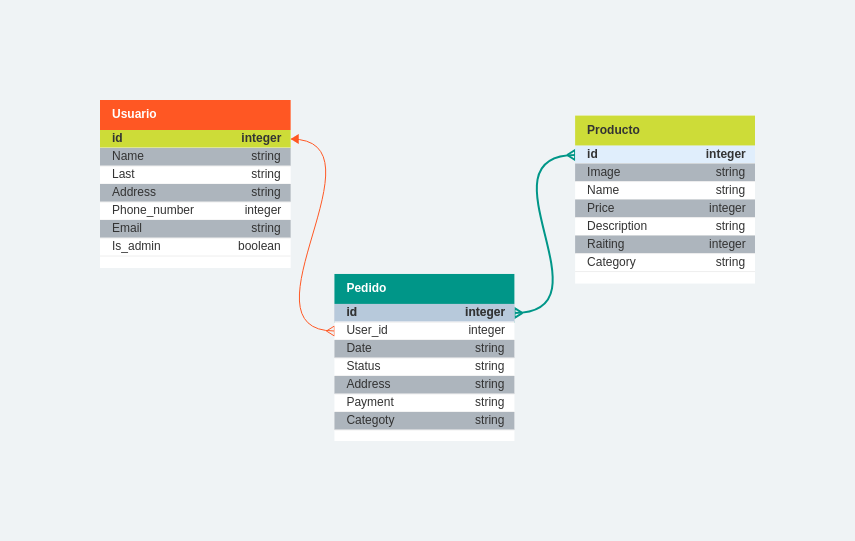 Usuario
id integer
Name string
Last string
Address string
Phone_number integer
Email string
Is_admin boolean
Pedido
id integer
User_id integer
Date string
Status string
Address string
Payment string
Categoty string
Producto
id integer
Image string
Name string
Price integer
Description string
Raiting integer
Category string